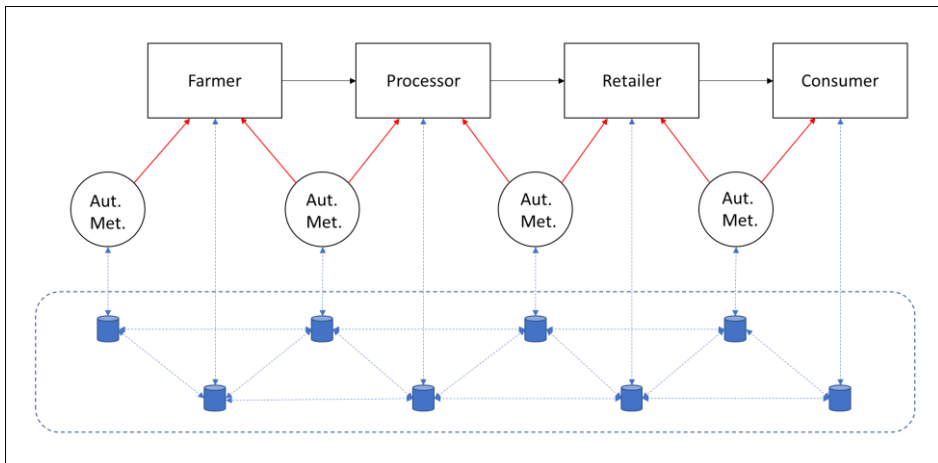 Farmer
Processor
Retailer
Consumer
Aut.
Met.
Aut.
Met.
Aut.
Met.
Aut.
Met.